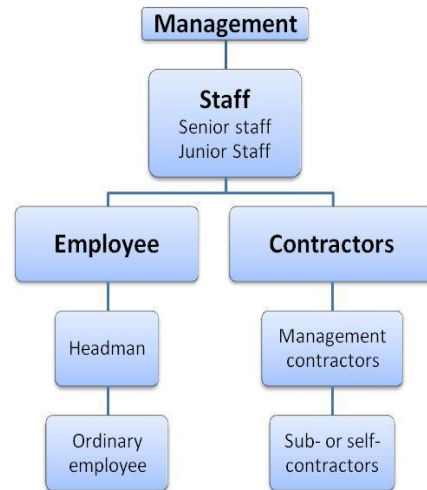 Management
Staff
Senior staff
Junior Staff
Employee
Contractors
Headman
Management
contractors
Ordinary
employee
Sub- or self-
contractors